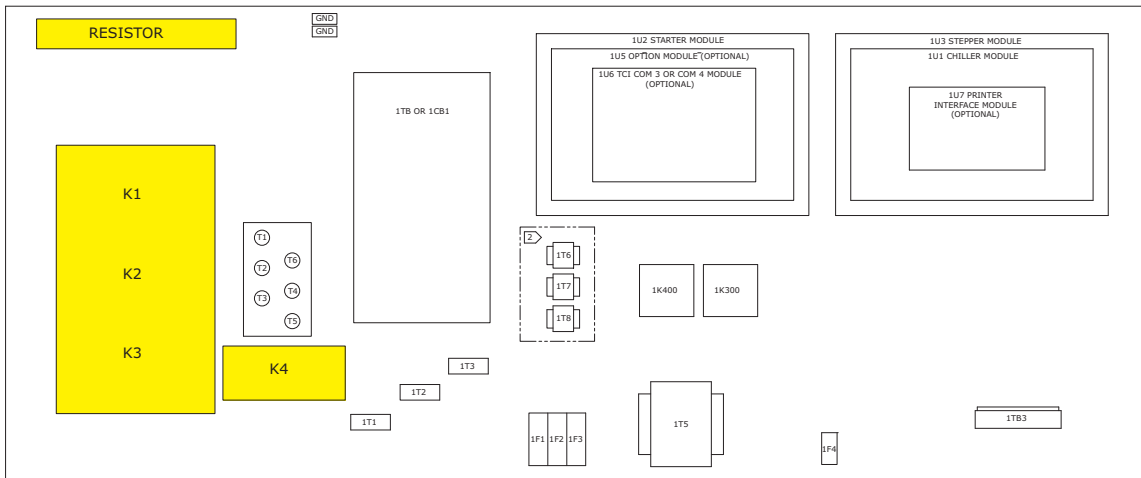 RESISTOR
GND
GND
1U2 STARTER MODULE
1U5 OPTION MODULE (OPTIONAL)
1U6 TCI COM 3 OR COM 4 MODULE
(OPTIONAL)
1U3 STEPPER MODULE
1U1 CHILLER MODULE
1U7 PRINTER
INTERFACE MODULE
(OPTIONAL)
1TB OR 1CB1
K1
K2
K3
T1
T2
T3
T6
T4
T5
K4
2
1T6
1T7
1T8
1K400
1K300
1T3
1T2
1T1
1F1
1F2
1F3
1T5
1F4
1TB3